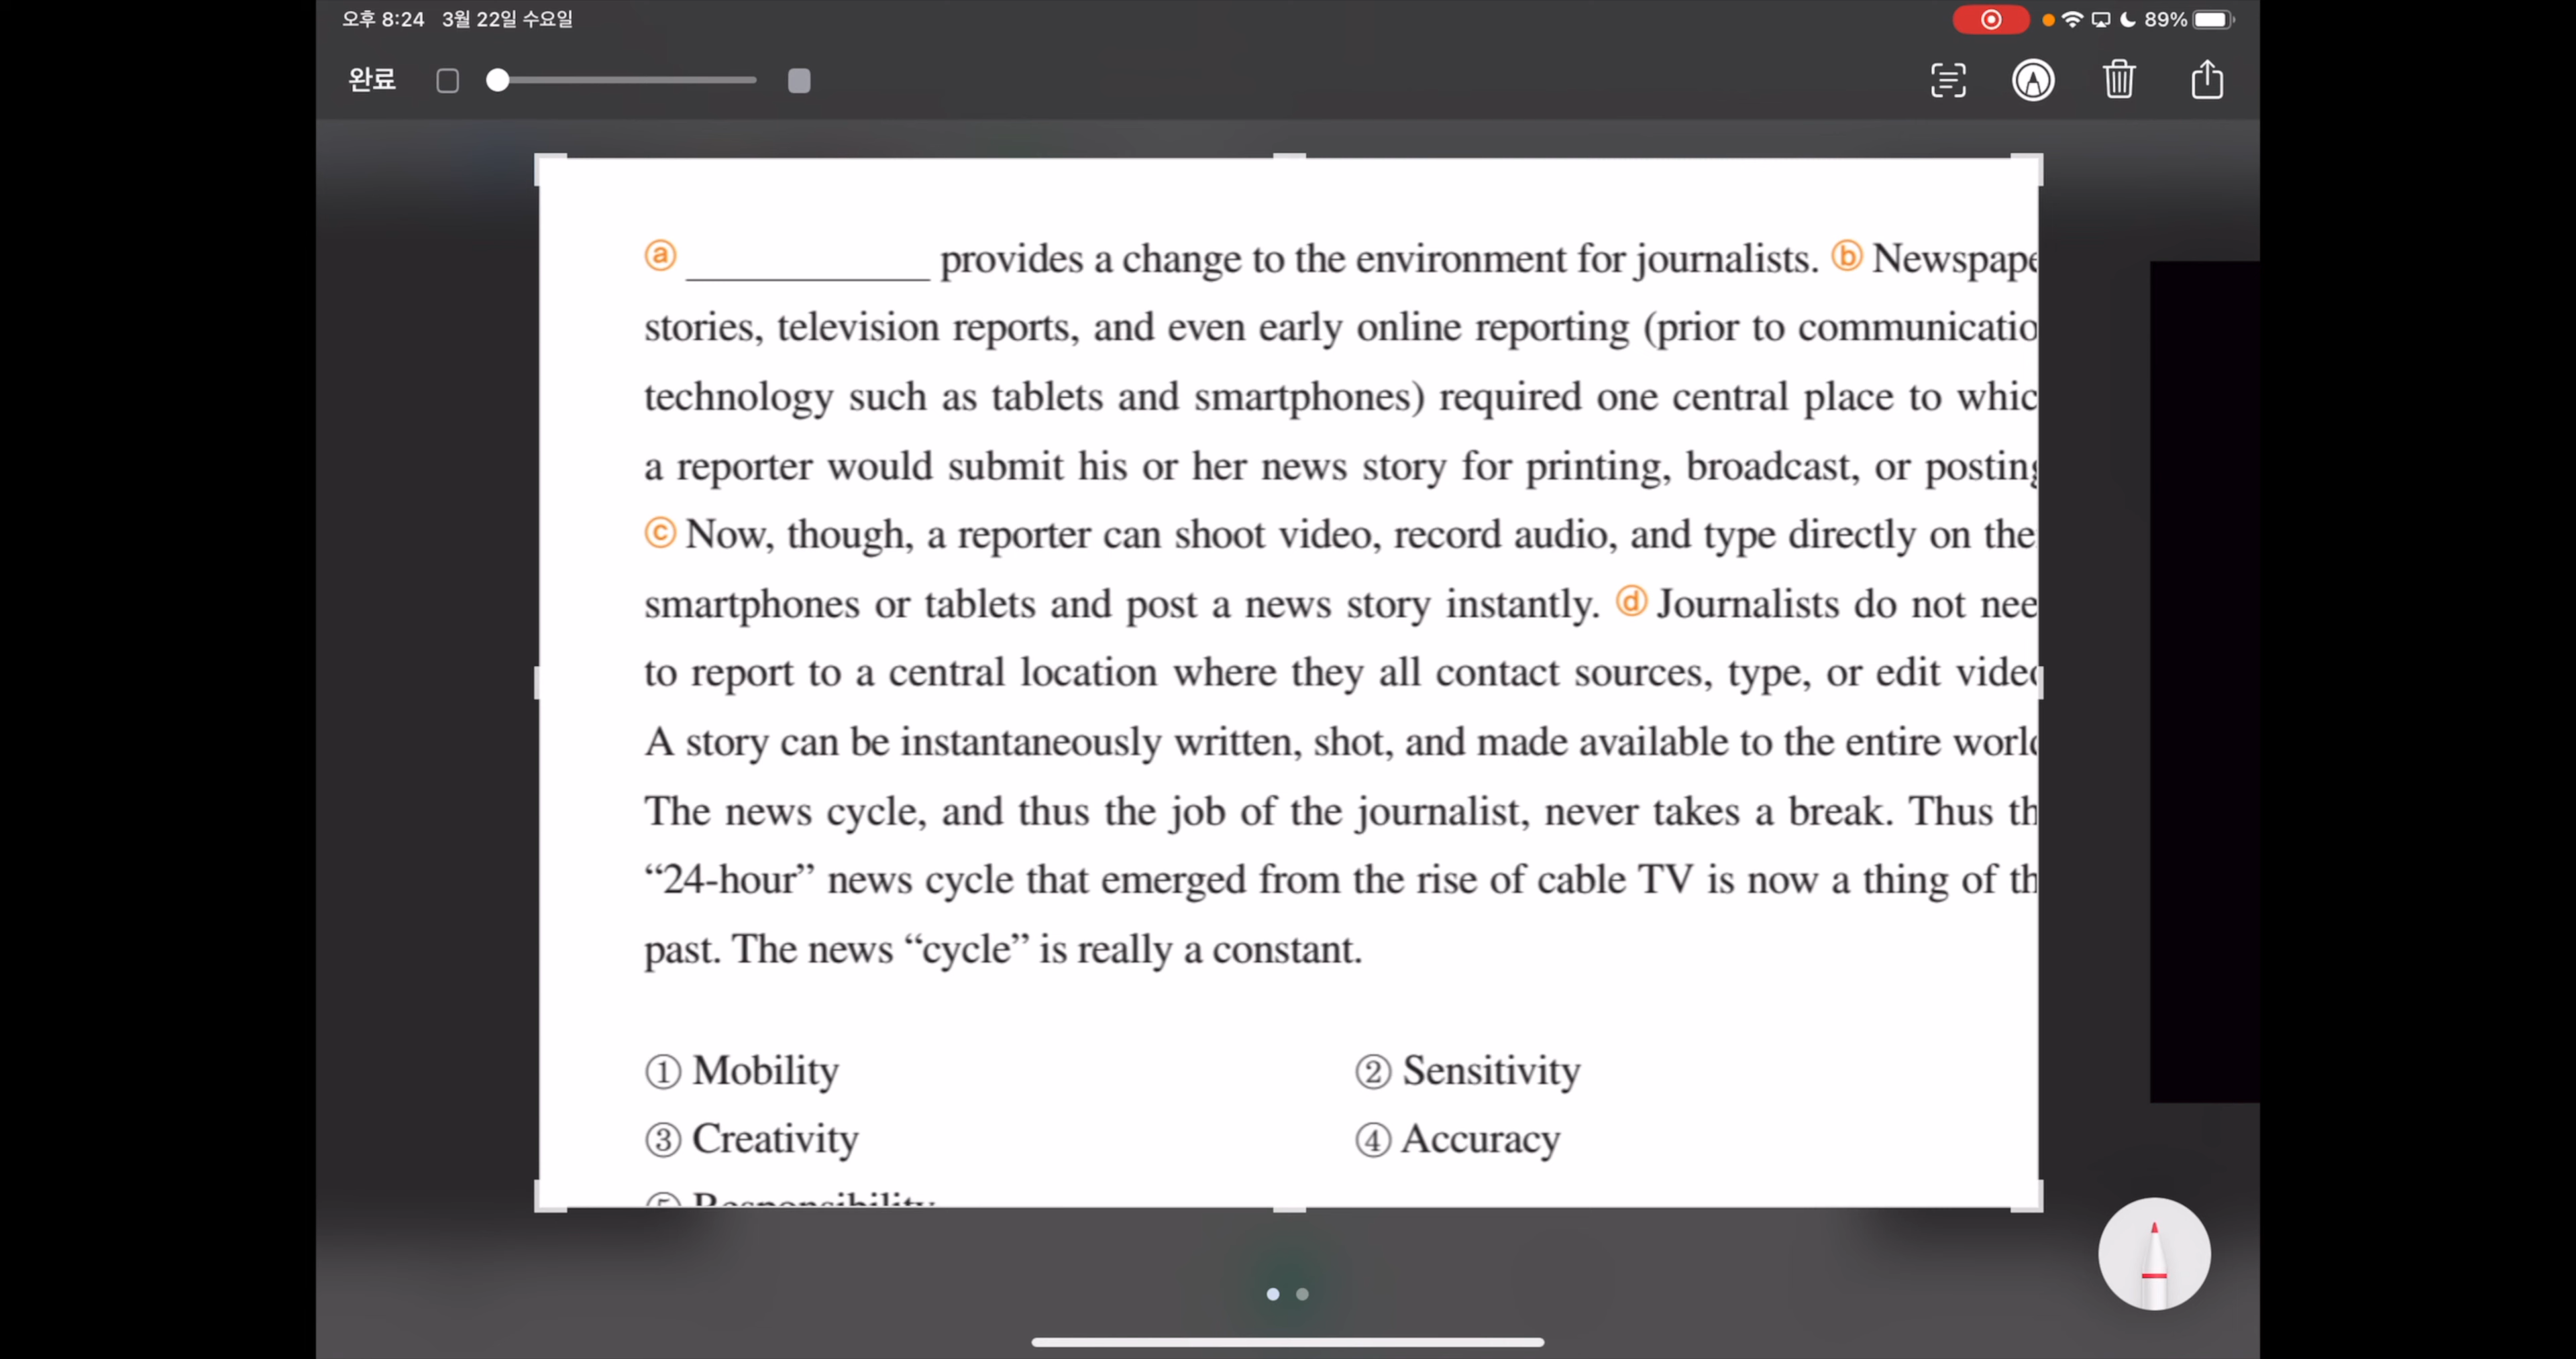 오후 8:24 3월 22일 수요일
89%
완료
ⓐ ____________ provides a change to the environment for journalists. ⓑ Newspape
stories, television reports, and even early online reporting (prior to communicatio
technology such as tablets and smartphones) required one central place to whic
a reporter would submit his or her news story for printing, broadcast, or posting
ⓒ Now, though, a reporter can shoot video, record audio, and type directly on the
smartphones or tablets and post a news story instantly. ⓓ Journalists do not nee
to report to a central location where they all contact sources, type, or edit video
A story can be instantaneously written, shot, and made available to the entire world
The news cycle, and thus the job of the journalist, never takes a break. Thus th
“24-hour” news cycle that emerged from the rise of cable TV is now a thing of th
past. The news “cycle” is really a constant.
① Mobility
② Sensitivity
③ Creativity
④ Accuracy
⑤ Responsibility